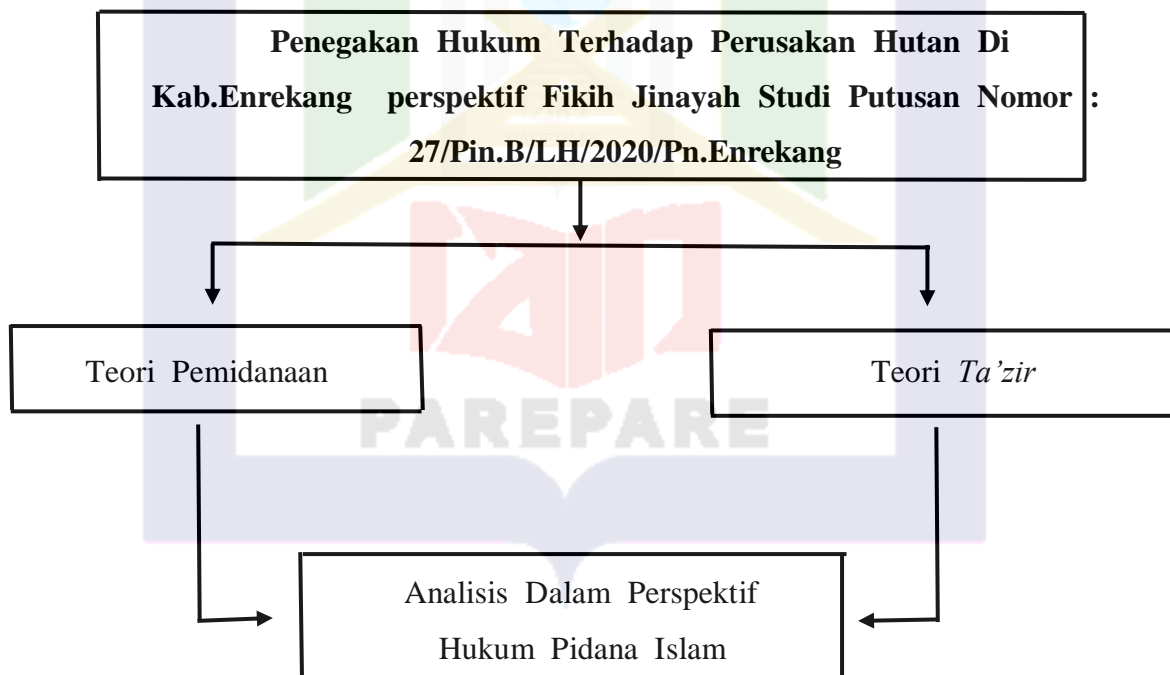 Penegakan Hukum Terhadap Perusakan Hutan Di
Kab.Enrekang perspektif Fikih Jinayah Studi Putusan Nomor :
27/Pin.B/LH/2020/Pn.Enrekang
Teori Pemidanaan
Teori Ta’zir
PAREPARE
Analisis Dalam Perspektif
Hukum Pidana Islam